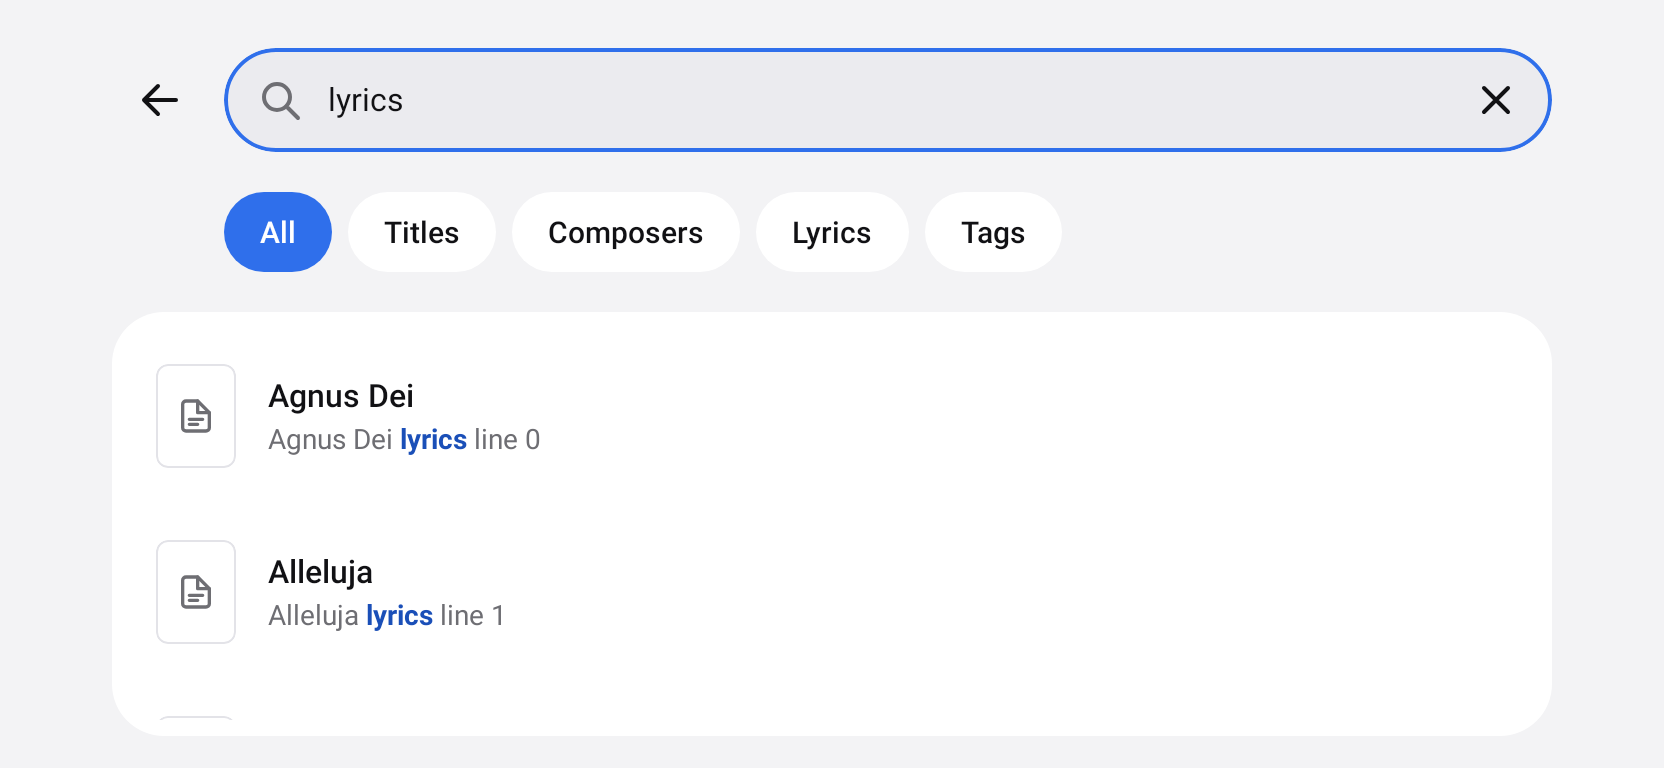 lyrics
All Titles Composers Lyrics Tags
Agnus Dei
Agnus Dei lyrics line 0
Alleluja
Alleluja lyrics line 1